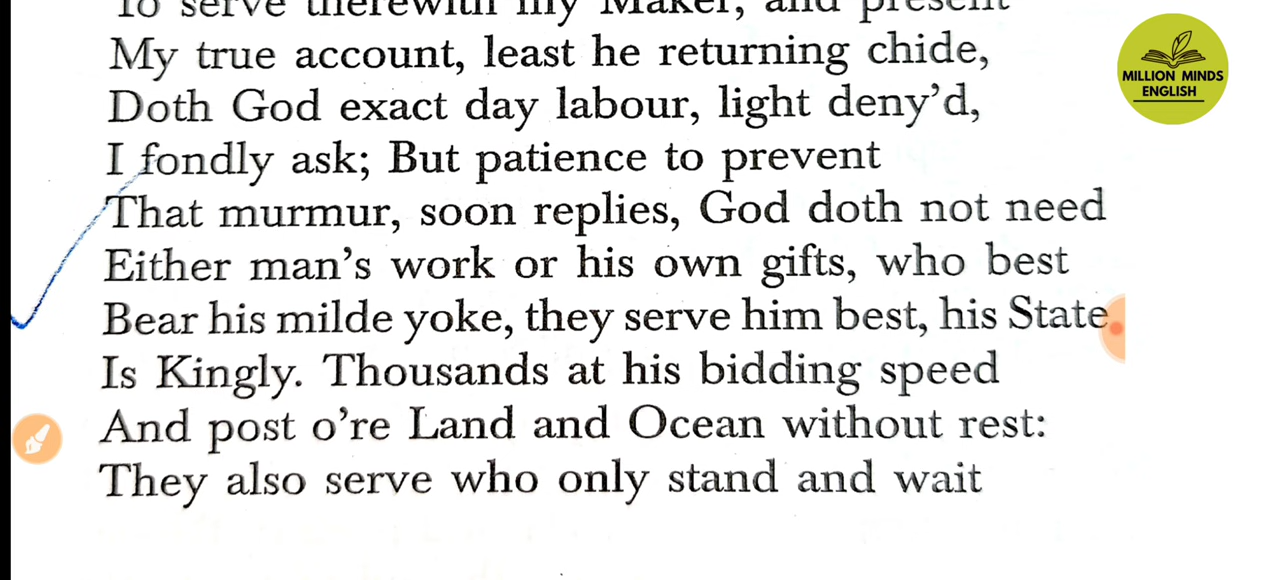 To serve therewith my Maker, and present
My true account, least he returning chide,
Doth God exact day labour, light deny’d,
I fondly ask; But patience to prevent
That murmur, soon replies, God doth not need
Either man’s work or his own gifts, who best
Bear his milde yoke, they serve him best, his State
Is Kingly. Thousands at his bidding speed
And post o’re Land and Ocean without rest:
They also serve who only stand and wait
MILLION MINDS
ENGLISH